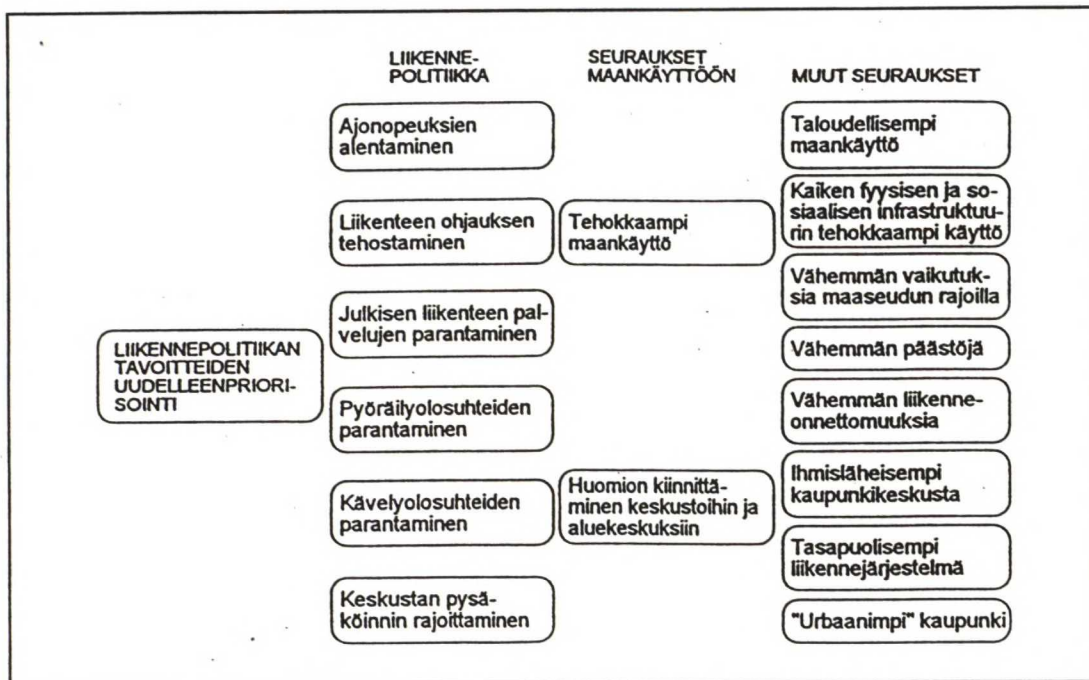 LIIKENNE-
POLITIIKKA
SEURAUKSET
MAANKÄYTTÖÖN
MUUT SEURAUKSET
LIIKENNEPOLITIIKAN
TAVOITTEIDEN
UUDELLEENPRIORI-
SOINTI
Ajonopeuksien
alentaminen
Liikenteen ohjauksen
tehostaminen
Julkisen liikenteen pal-
velujen parantaminen
Pyöräilyolosuhteiden
parantaminen
Kävelyolosuhteiden
parantaminen
Keskustan pysä-
köinnin rajoittaminen
Tehokkaampi
maankäyttö
Huomion kiinnittä-
minen keskustoihin ja
aluekeskuksiin
Taloudellisempi
maankäyttö
Kaiken fyysisen ja so-
siaalisen infrastruktuu-
rin tehokkaampi käyttö
Vähemmän vaikutuk-
sia maaseudun rajoilla
Vähemmän päästöjä
Vähemmän liikenne-
onnettomuuksia
Ihmisläheisempi
kaupunkikeskusta
Tasapuolisempi
liikennejärjestelmä
"Urbaanimpi" kaupunki